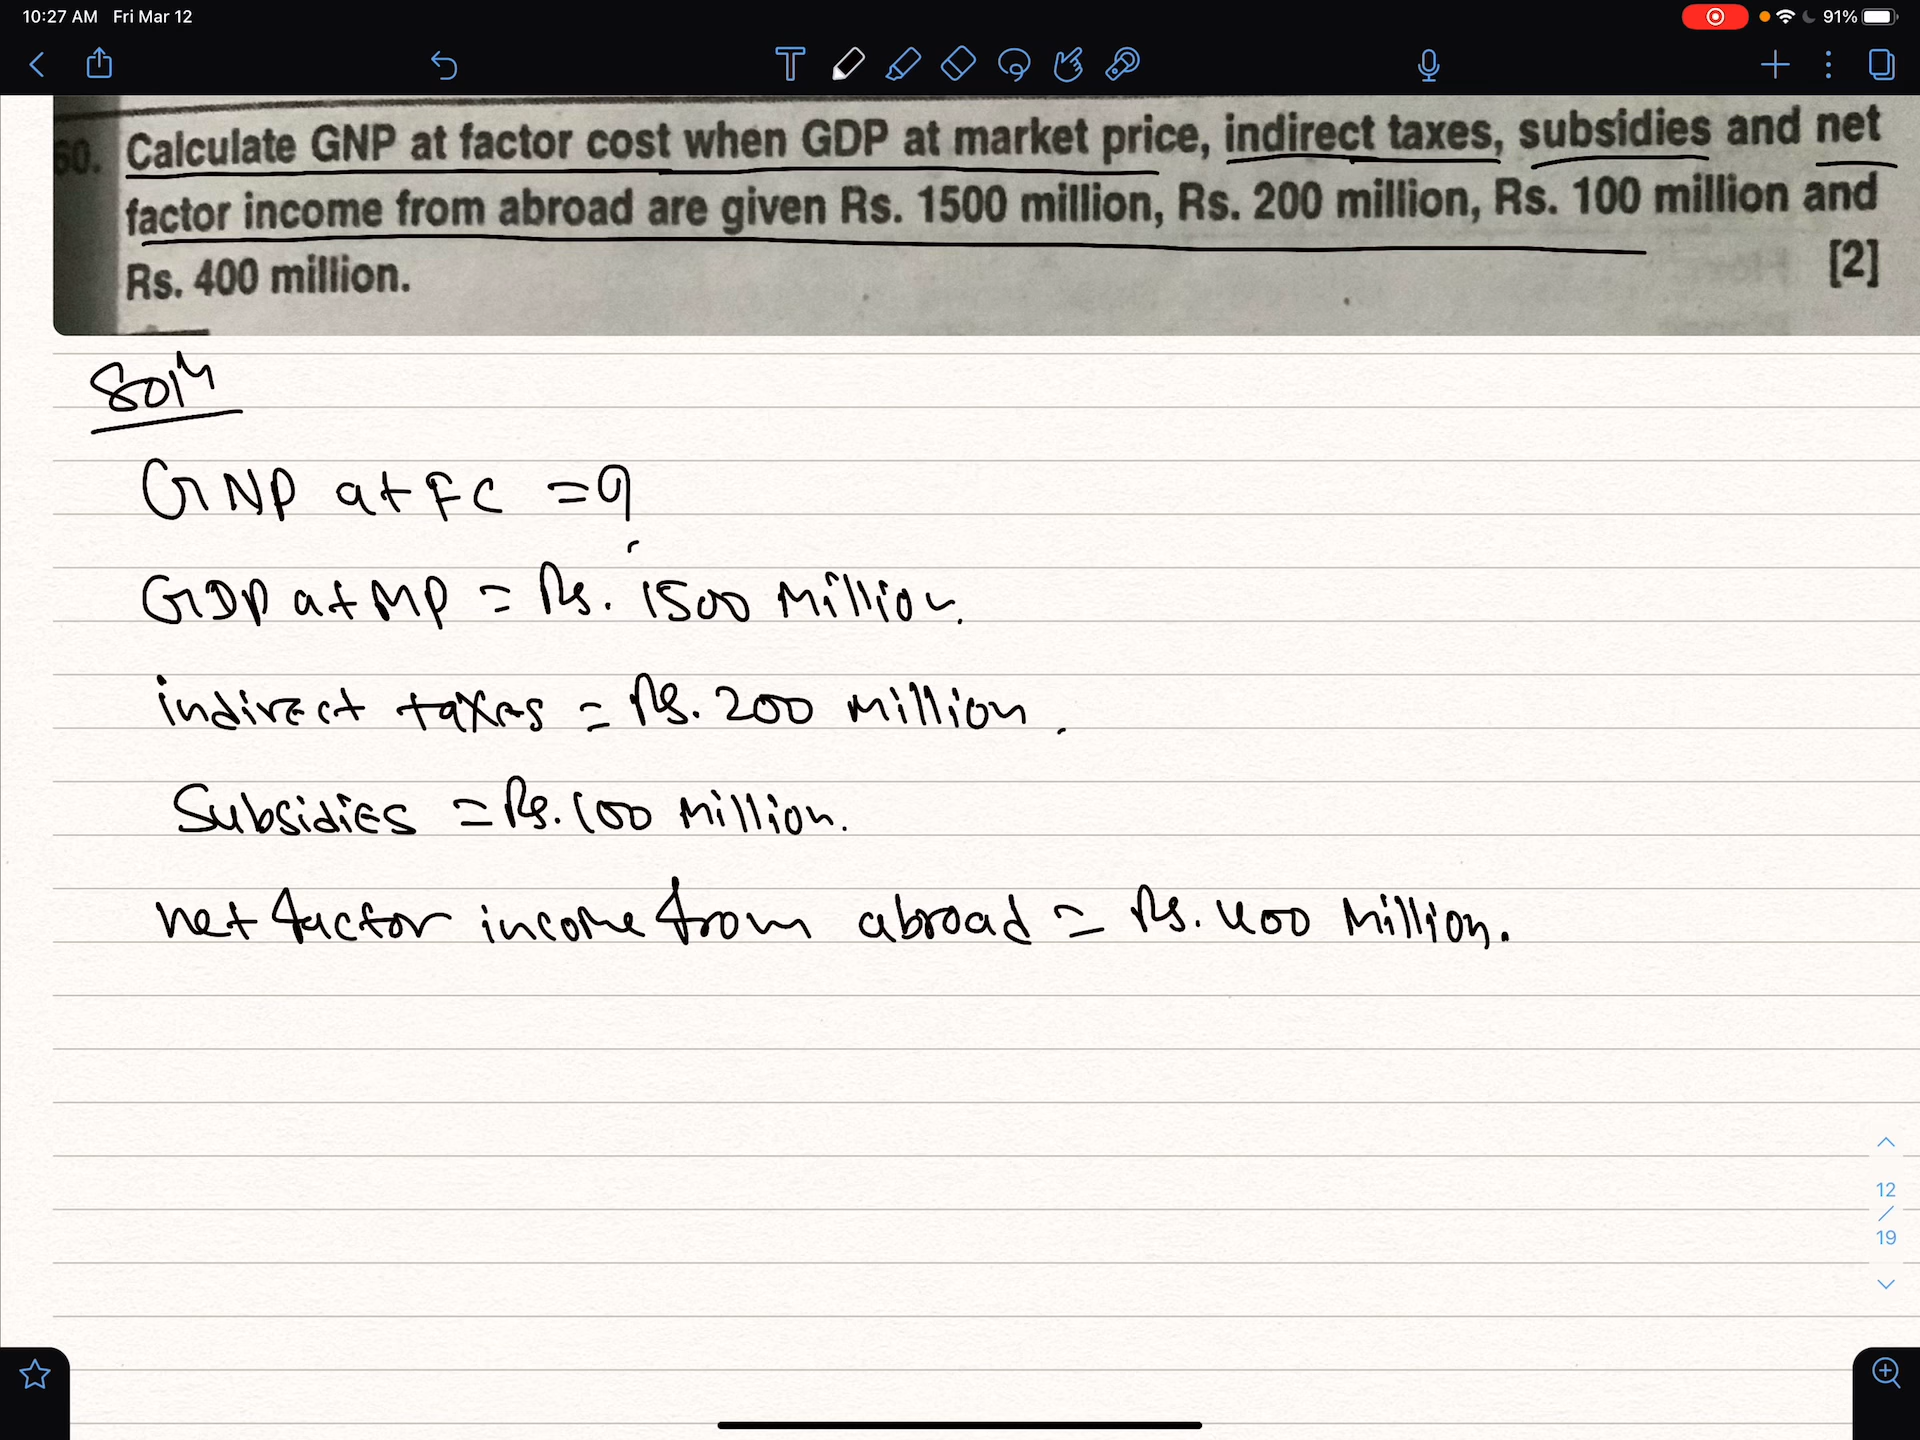 10:27 AM Fri Mar 12
91%
60. Calculate GNP at factor cost when GDP at market price, indirect taxes, subsidies and net
factor income from abroad are given Rs. 1500 million, Rs. 200 million, Rs. 100 million and
Rs. 400 million. [2]
Soln
GNP at FC = ?
GDP at MP = Rs. 1500 Million.
indirect taxes = Rs. 200 Million.
Subsidies = Rs. 100 Million.
net factor income from abroad = Rs. 400 Million.
12
/
19